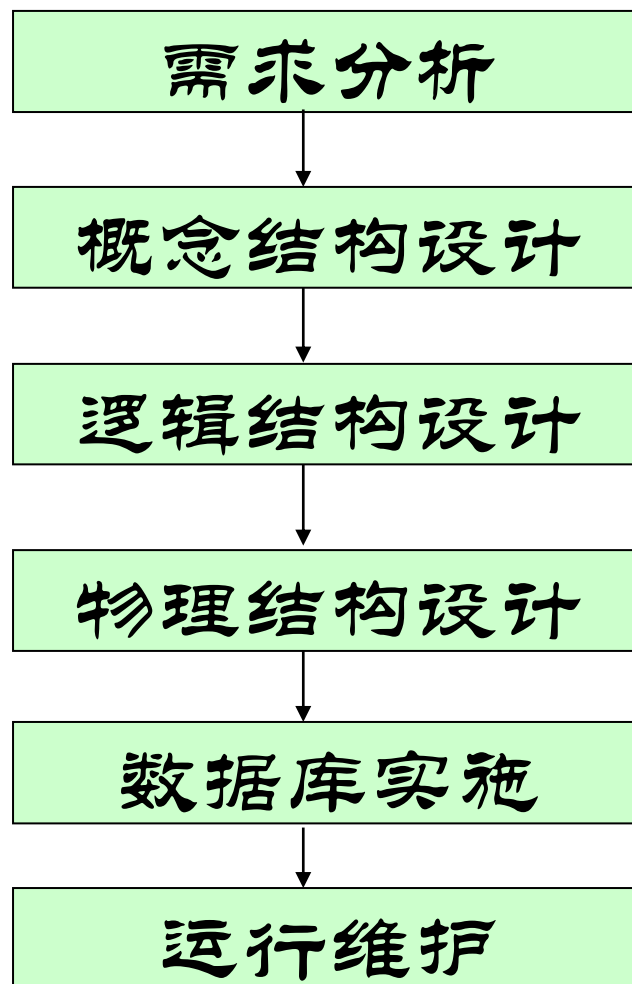 需求分析
概念结构设计
逻辑结构设计
物理结构设计
数据库实施
运行维护